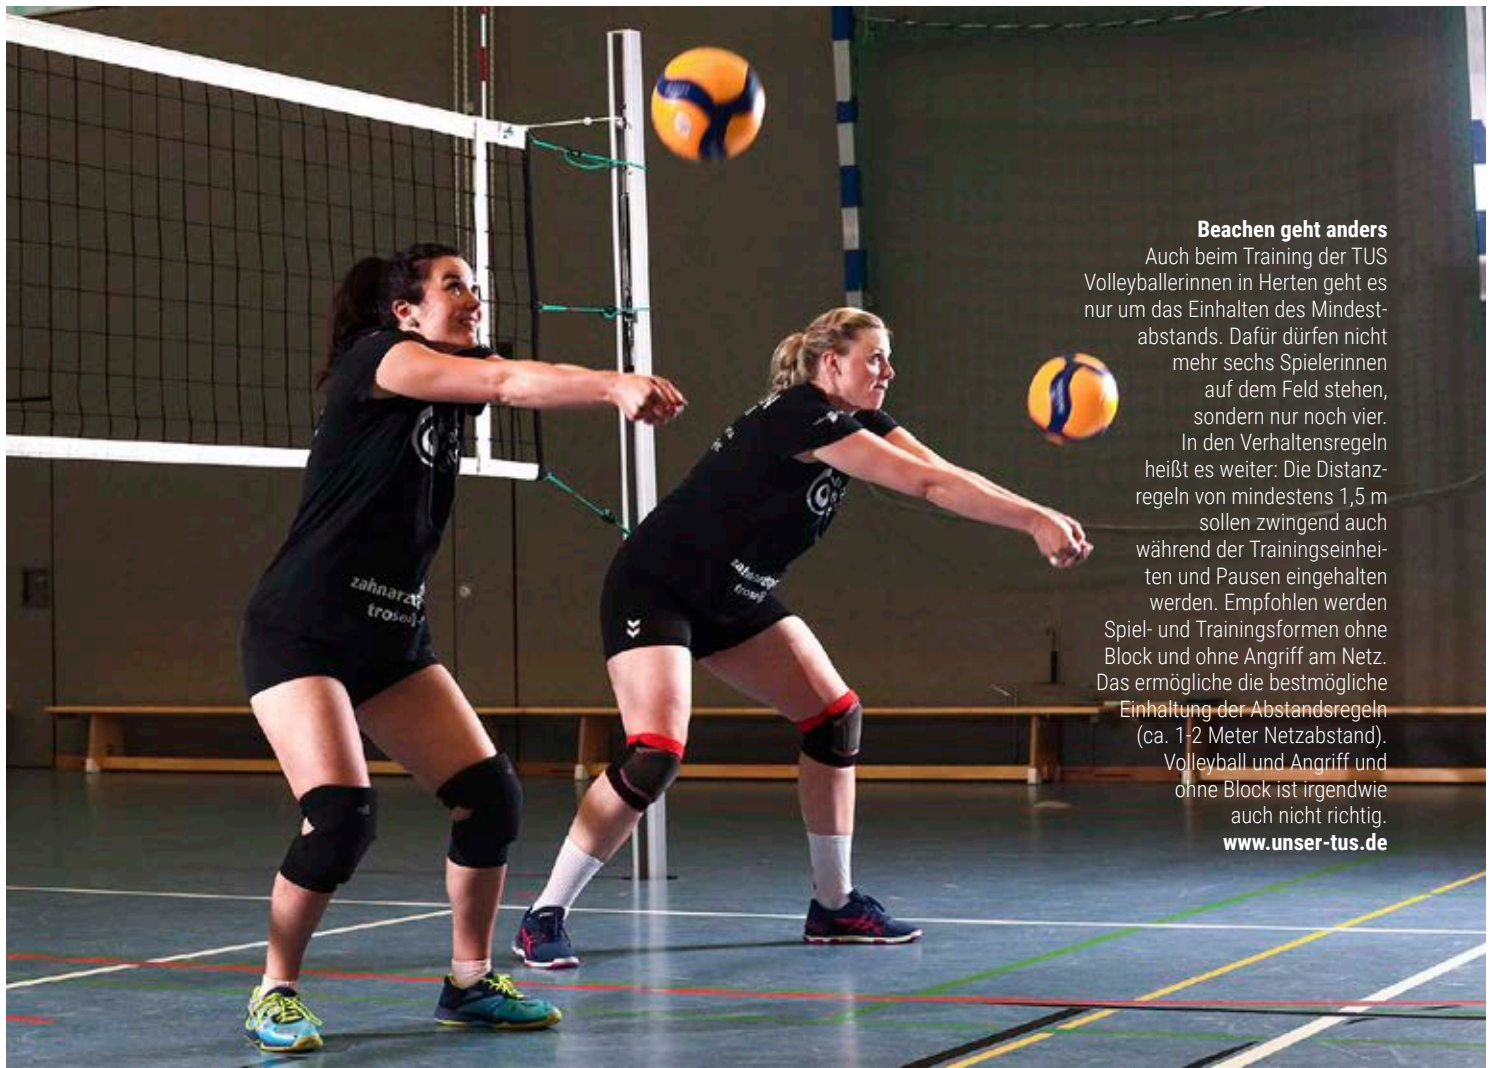 Beachen geht anders
Auch beim Training der TUS
Volleyballerinnen in Herten geht es
nur um das Einhalten des Mindest-
abstands. Dafür dürfen nicht
mehr sechs Spielerinnen
auf dem Feld stehen,
sondern nur noch vier.
In den Verhaltensregeln
heißt es weiter: Die Distanz-
regeln von mindestens 1,5 m
sollen zwingend auch
während der Trainingseinhei-
ten und Pausen eingehalten
werden. Empfohlen werden
Spiel- und Trainingsformen ohne
Block und ohne Angriff am Netz.
Das ermögliche die bestmögliche
Einhaltung der Abstandsregeln
(ca. 1-2 Meter Netzabstand).
Volleyball und Angriff und
ohne Block ist irgendwie
auch nicht richtig.
www.unser-tus.de